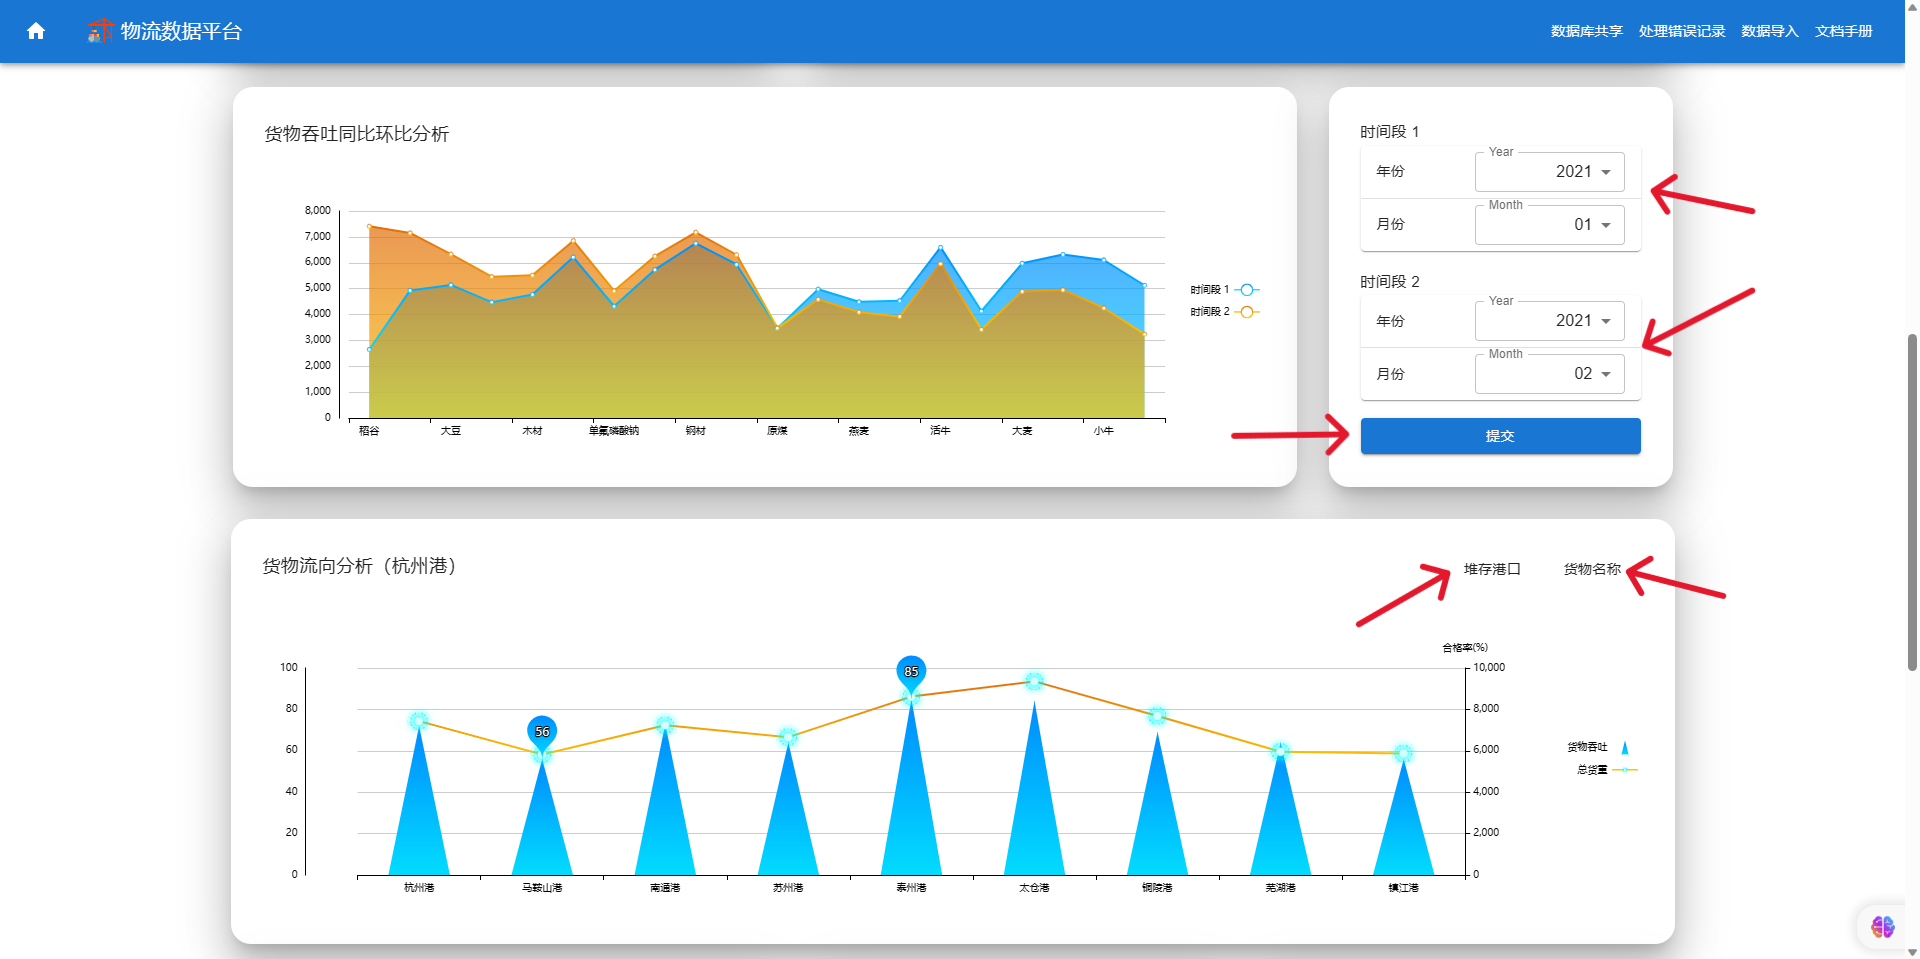 物流数据平台
数据库共享 处理错误记录 数据导入 文档手册
货物吞吐同比环比分析
8,000
7,000
6,000
5,000
4,000
3,000
2,000
1,000
0
稻谷 大豆 木材 单氟磷酸钠 钢材 原煤 燕麦 活牛 大麦 小牛
时间段 1
时间段 2
时间段 1
Year
年份 2021
Month
月份 01
时间段 2
Year
年份 2021
Month
月份 02
提交
货物流向分析（杭州港）
堆存港口 货物名称
合格率(%)
100
80
60
40
20
0
85
56
10,000
8,000
6,000
4,000
2,000
0
杭州港 马鞍山港 南通港 苏州港 泰州港 太仓港 铜陵港 芜湖港 镇江港
货物吞吐
总货重